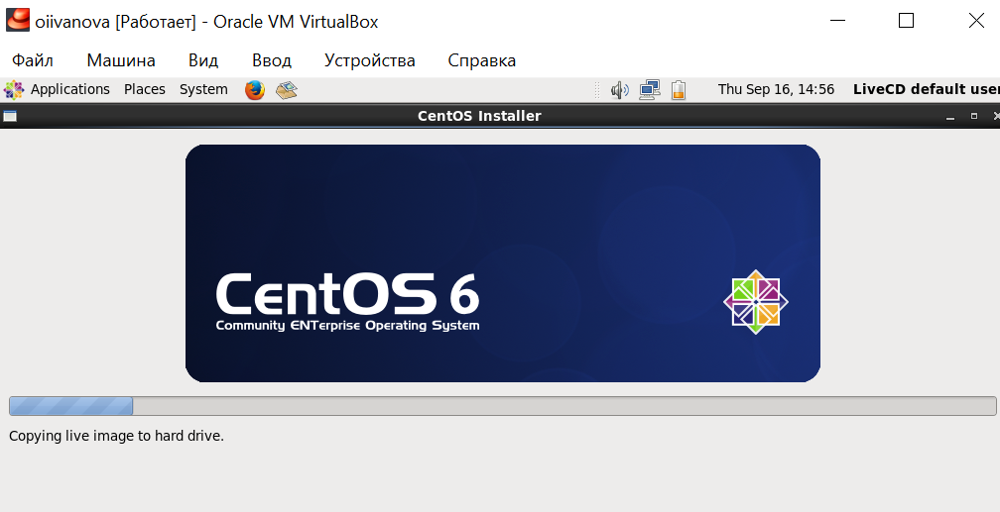 oiivanova [Работает] - Oracle VM VirtualBox
Файл Машина Вид Ввод Устройства Справка
Applications Places System Thu Sep 16, 14:56 LiveCD default user
CentOS Installer
CentOS 6
Community ENTerprise Operating System
Copying live image to hard drive.